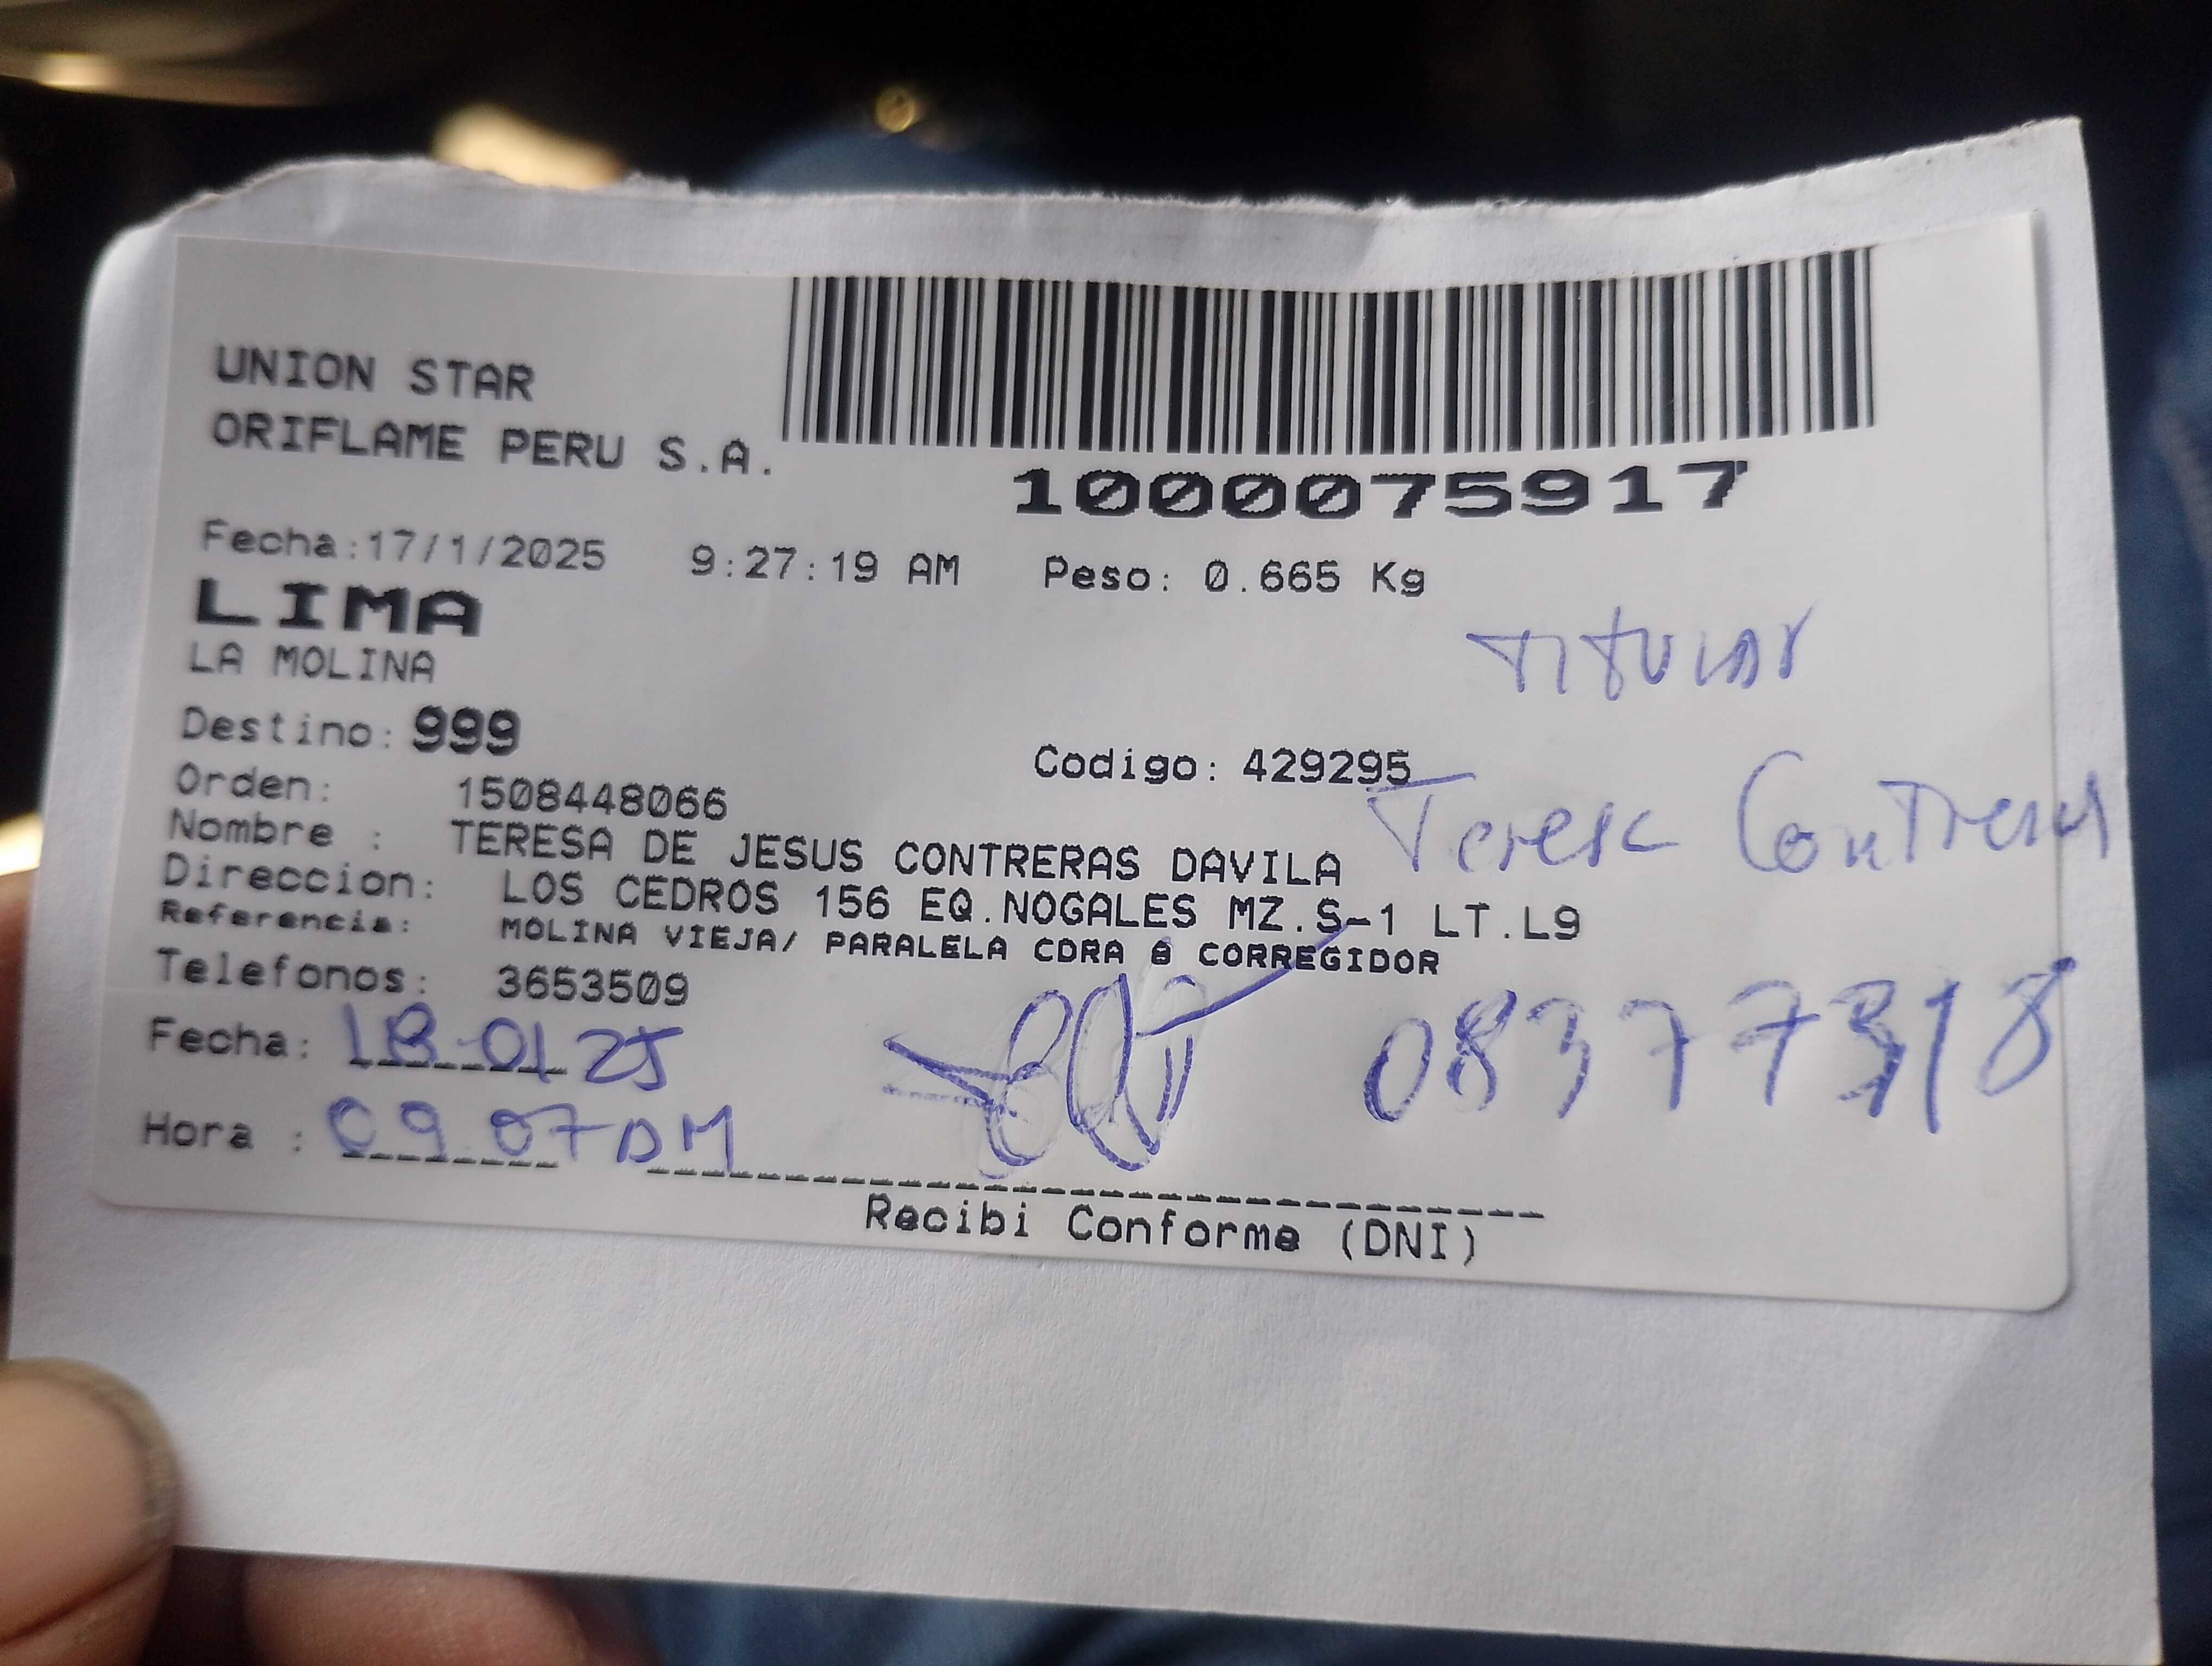 UNION STAR
ORIFLAME PERU S.A.
1000075917
Fecha:17/1/2025 9:27:19 AM Peso: 0.665 Kg
LIMA
LA MOLINA
Titular
Destino: 999
Codigo: 429295
Orden: 1508448066
Teresa Contreras
Nombre : TERESA DE JESUS CONTRERAS DAVILA
Direccion: LOS CEDROS 156 EQ.NOGALES MZ.S-1 LT.L9
Referencia: MOLINA VIEJA/ PARALELA CDRA 8 CORREGIDOR
Telefonos: 3653509
Fecha: 18-01 25
08377318
Hora : 09 07 AM
Recibi Conforme (DNI)